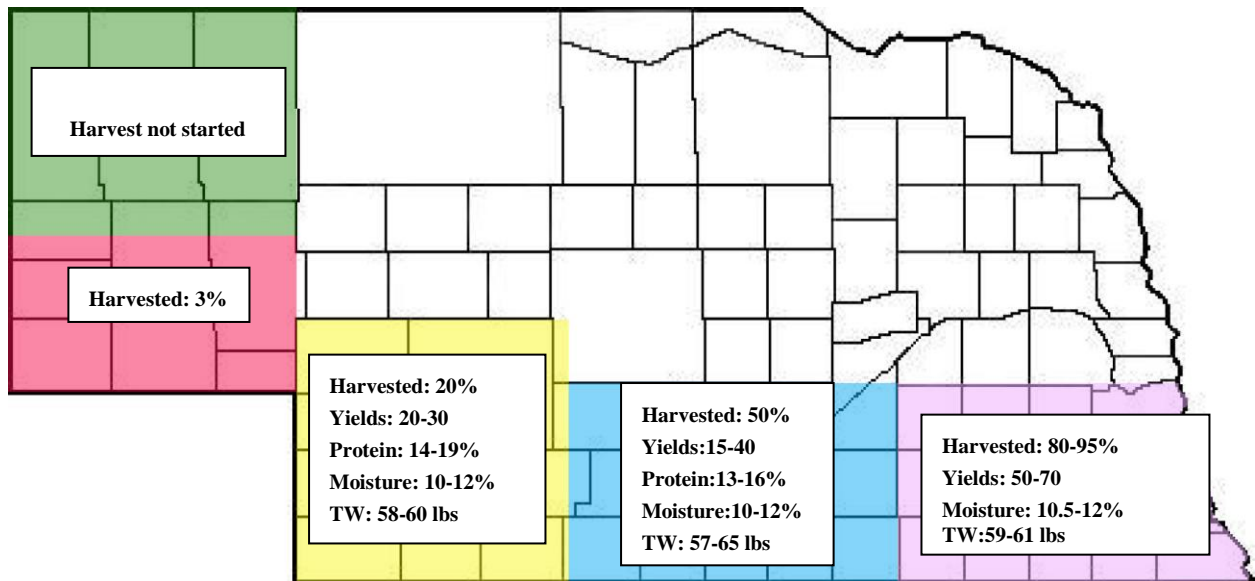 Harvest not started
Harvested: 3%
Harvested: 20%
Yields: 20-30
Protein: 14-19%
Moisture: 10-12%
TW: 58-60 lbs
Harvested: 50%
Yields:15-40
Protein:13-16%
Moisture:10-12%
TW: 57-65 lbs
Harvested: 80-95%
Yields: 50-70
Moisture: 10.5-12%
TW:59-61 lbs